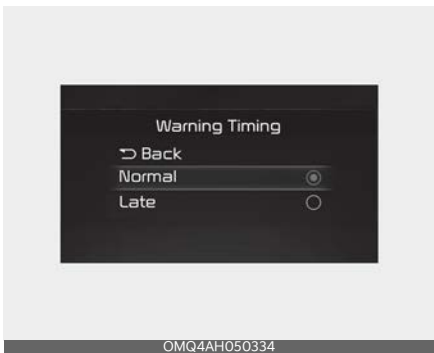 Warning Timing
Back
Normal
Late
OMQ4AH050334